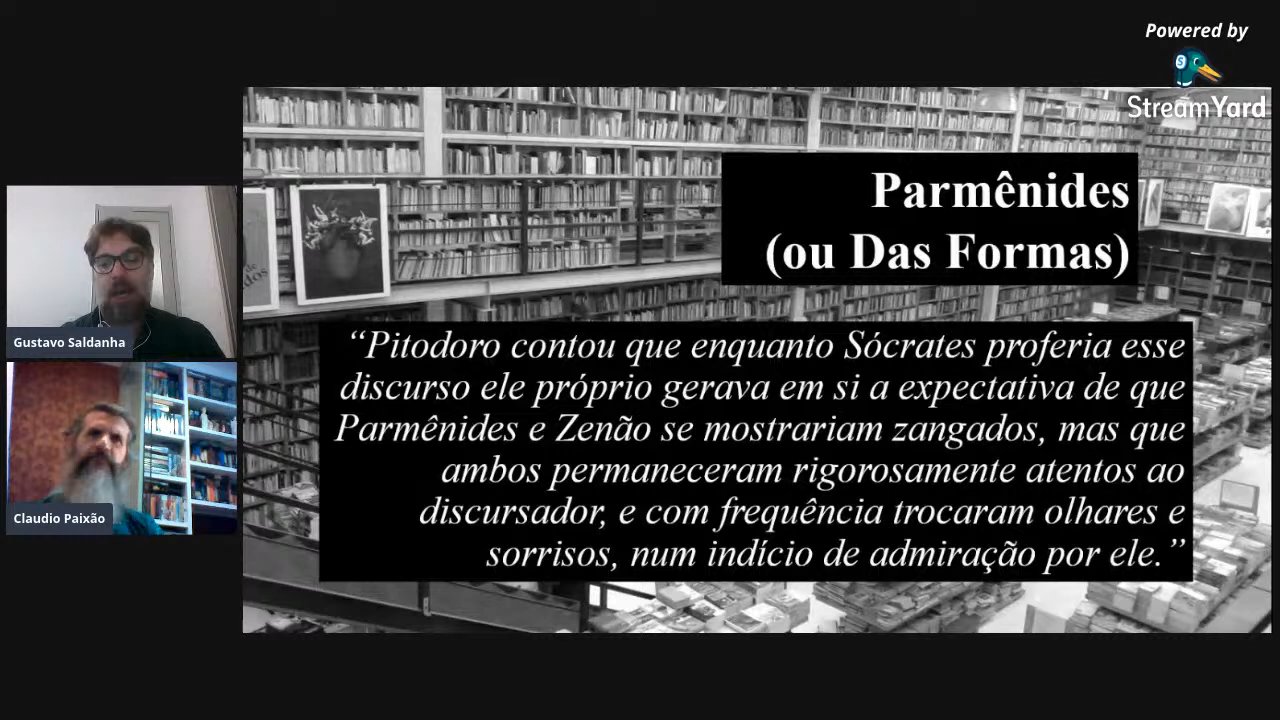 Powered by
StreamYard
Parmênides
(ou Das Formas)
“Pitodoro contou que enquanto Sócrates proferia esse
discurso ele próprio gerava em si a expectativa de que
Parmênides e Zenão se mostrariam zangados, mas que
ambos permaneceram rigorosamente atentos ao
discursador, e com frequência trocaram olhares e
sorrisos, num indício de admiração por ele.”
Gustavo Saldanha
Claudio Paixão